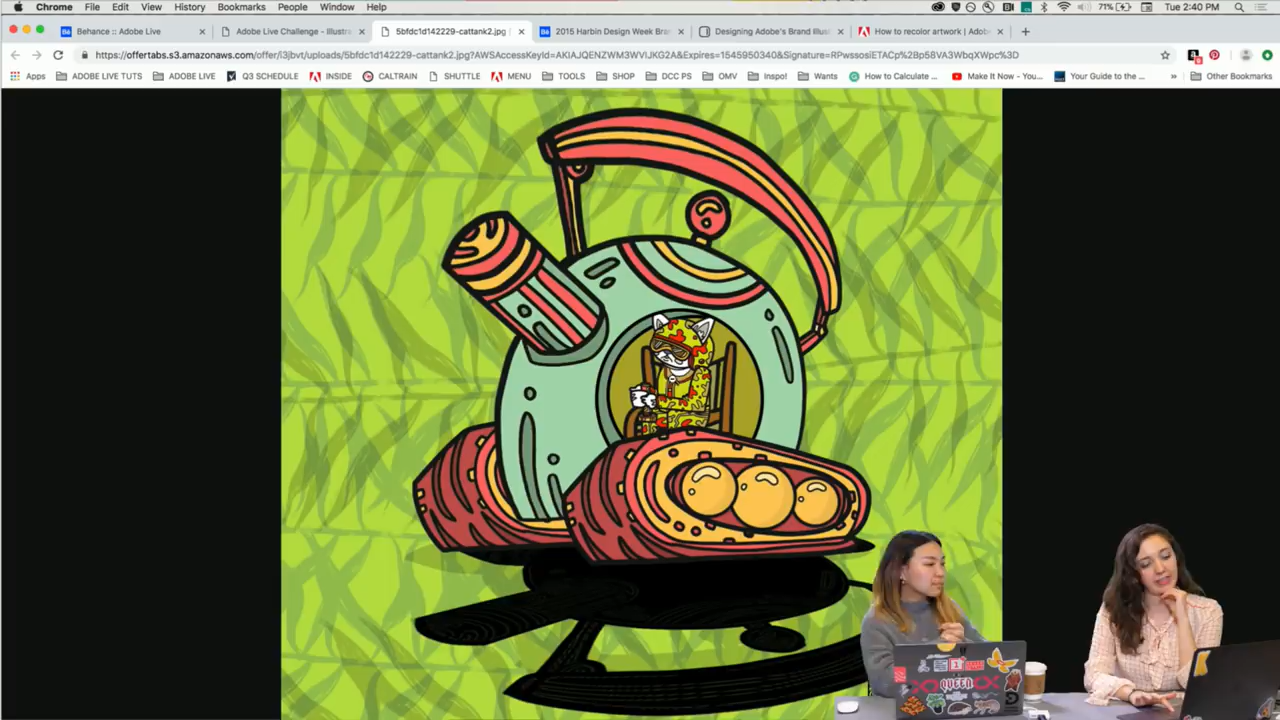 Chrome File Edit View History Bookmarks People Window Help 71% Tue 2:40 PM
Behance :: Adobe Live
Adobe Live Challenge - Illustra
5bfdc1d142229-cattank2.jpg
2015 Harbin Design Week Bra
Designing Adobe's Brand Illust
How to recolor artwork | Adob
https://offertabs.s3.amazonaws.com/offer/i3jbvt/uploads/5bfdc1d142229-cattank2.jpg?AWSAccessKeyId=AKIAJQENZWM3WVIJKG2A&Expires=1545950340&Signature=RPwssosiETACp%2Bp58VA3WbqXWpc%3D
Apps ADOBE LIVE TUTS ADOBE LIVE Q3 SCHEDULE INSIDE CALTRAIN SHUTTLE MENU TOOLS SHOP DCC PS OMV Inspo! Wants How to Calculate ... Make It Now - You... Your Guide to the ... » Other Bookmarks
QUEEN